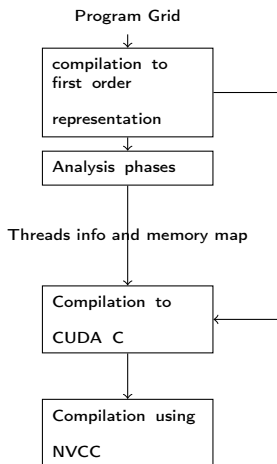 Program Grid
compilation to
first order
representation
Analysis phases
Threads info and memory map
Compilation to
CUDA C
Compilation using
NVCC